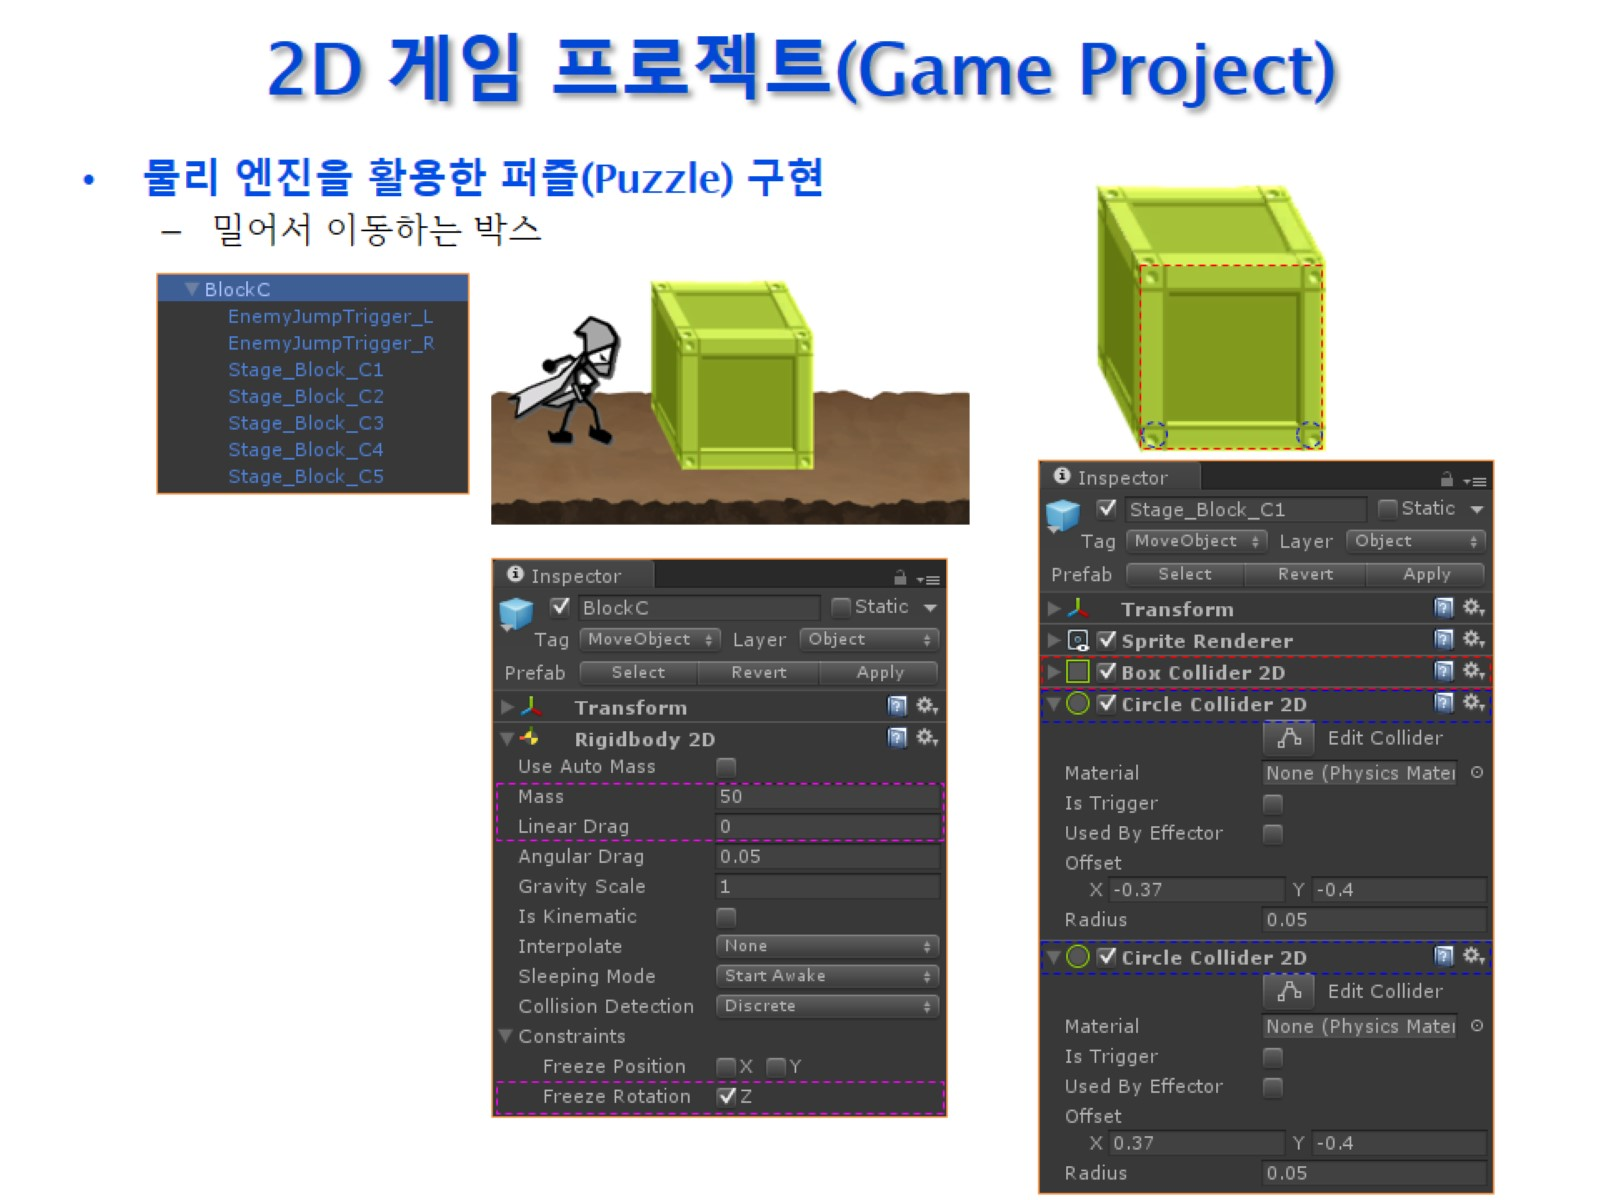 2D 게임 프로젝트(Game Project)
• 물리 엔진을 활용한 퍼즐(Puzzle) 구현
– 밀어서 이동하는 박스
BlockC
EnemyJumpTrigger_L
EnemyJumpTrigger_R
Stage_Block_C1
Stage_Block_C2
Stage_Block_C3
Stage_Block_C4
Stage_Block_C5
Inspector
BlockC Static
Tag MoveObject Layer Object
Prefab Select Revert Apply
Transform
Rigidbody 2D
Use Auto Mass
Mass 50
Linear Drag 0
Angular Drag 0.05
Gravity Scale 1
Is Kinematic
Interpolate None
Sleeping Mode Start Awake
Collision Detection Discrete
Constraints
Freeze Position X Y
Freeze Rotation Z
Inspector
Stage_Block_C1 Static
Tag MoveObject Layer Object
Prefab Select Revert Apply
Transform
Sprite Renderer
Box Collider 2D
Circle Collider 2D
Edit Collider
Material None (Physics Mater
Is Trigger
Used By Effector
Offset
X -0.37 Y -0.4
Radius 0.05
Circle Collider 2D
Edit Collider
Material None (Physics Mater
Is Trigger
Used By Effector
Offset
X 0.37 Y -0.4
Radius 0.05